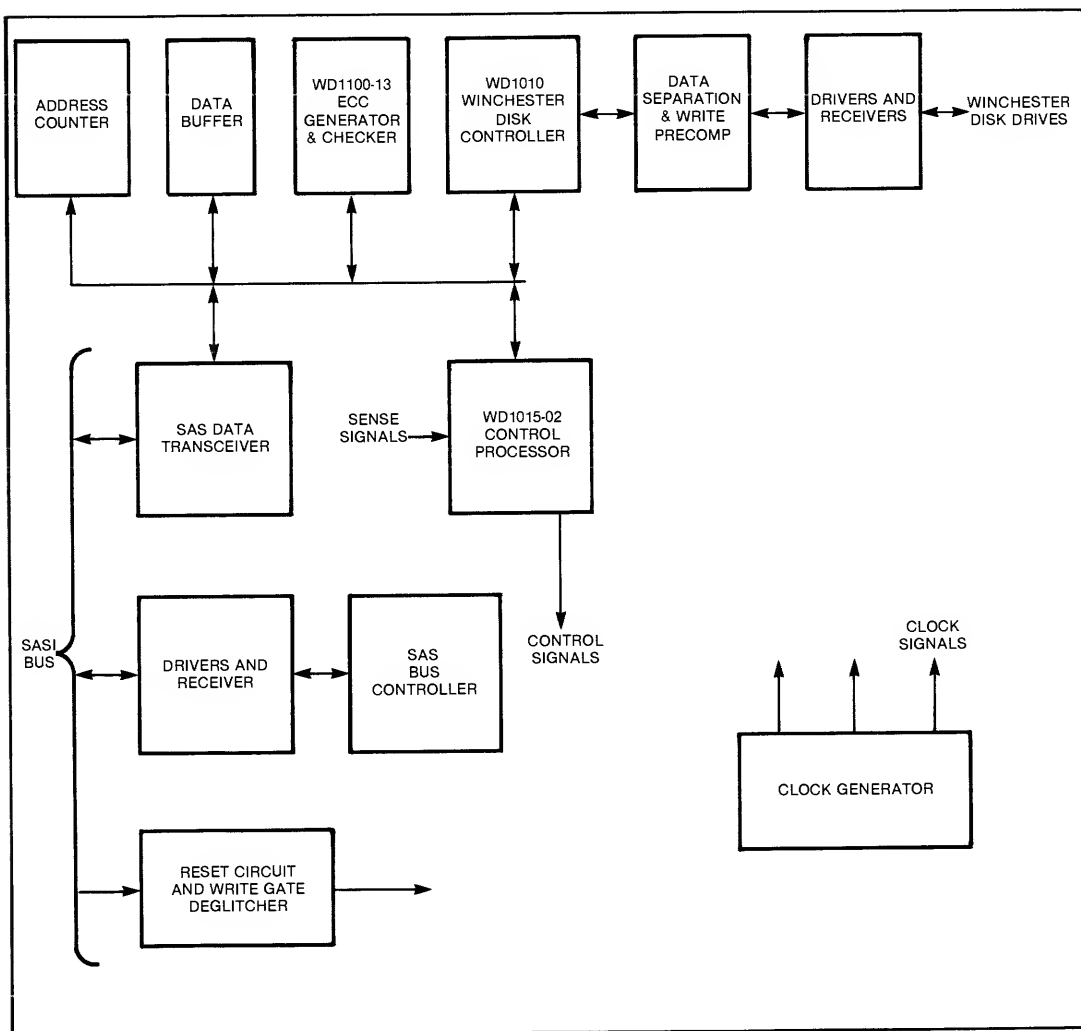 ADDRESS
COUNTER
DATA
BUFFER
WD1100-13
ECC
GENERATOR
& CHECKER
WD1010
WINCHESTER
DISK
CONTROLLER
DATA
SEPARATION
& WRITE
PRECOMP
DRIVERS AND
RECEIVERS
WINCHESTER
DISK DRIVES
SAS DATA
TRANSCEIVER
SENSE
SIGNALS
WD1015-02
CONTROL
PROCESSOR
SASI
BUS
DRIVERS AND
RECEIVER
SAS
BUS
CONTROLLER
CONTROL
SIGNALS
CLOCK
SIGNALS
CLOCK GENERATOR
RESET CIRCUIT
AND WRITE GATE
DEGLITCHER